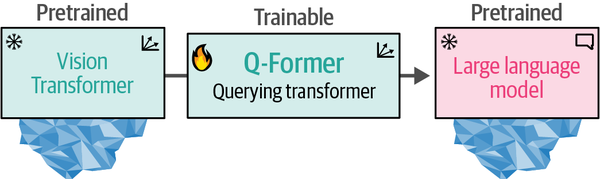 Pretrained
Trainable
Pretrained
Vision
Transformer
Q-Former
Querying transformer
Large language
model